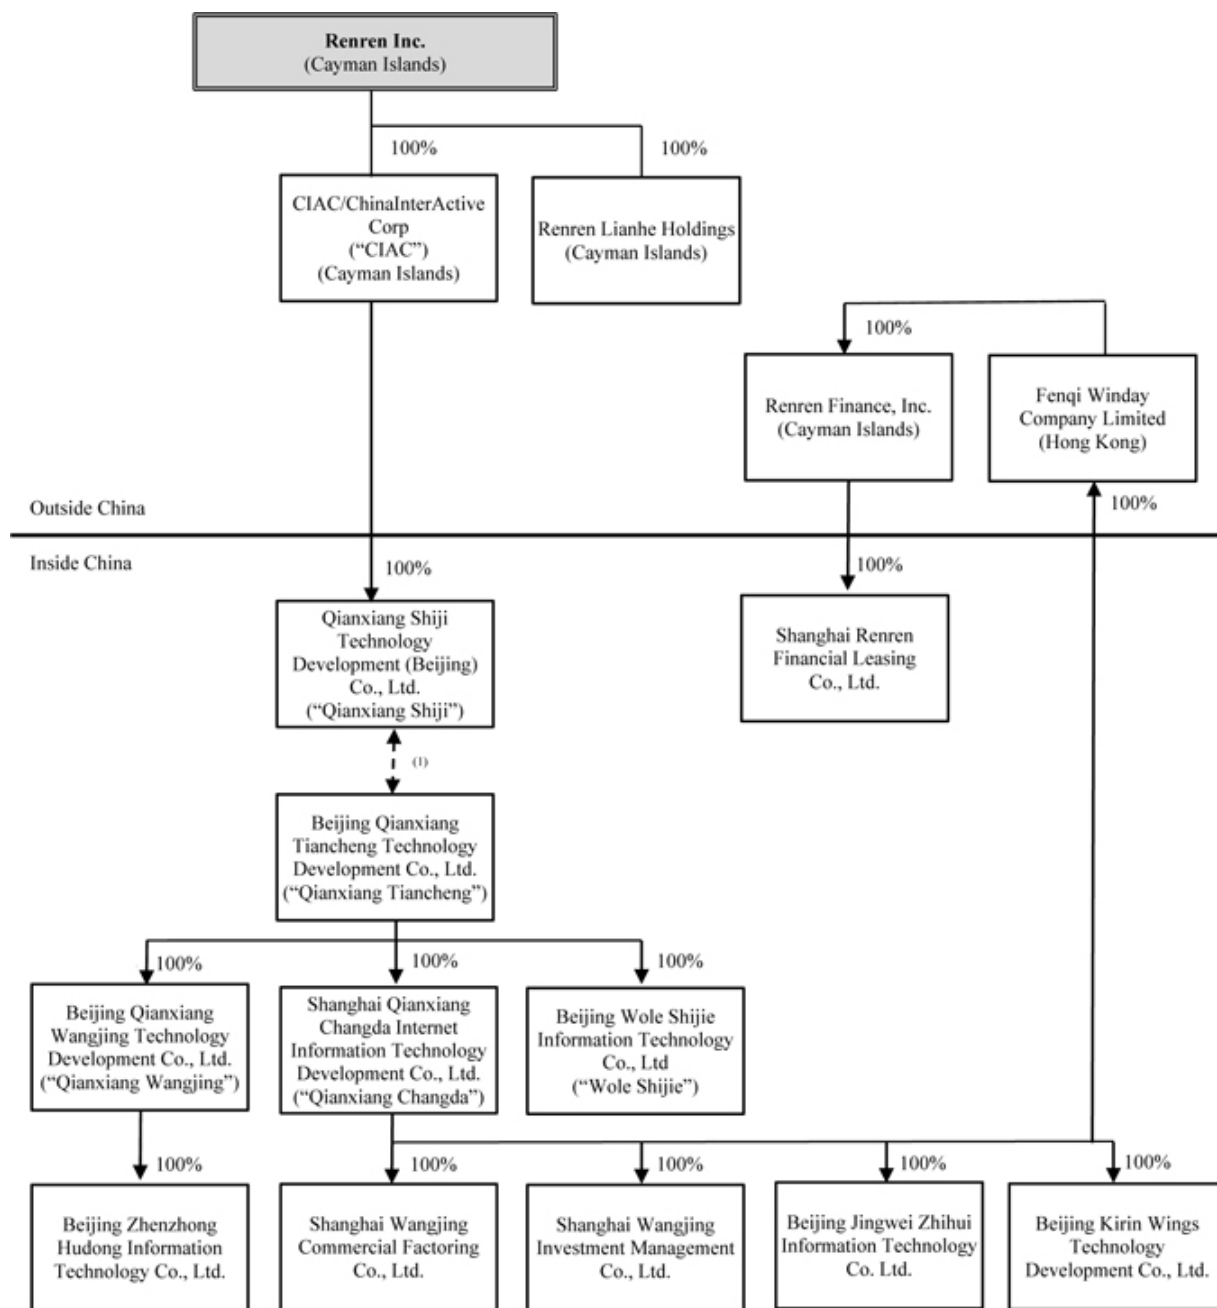 Renren Inc.
(Cayman Islands)
100%
100%
CIAC/ChinaInterActive
Corp
(“CIAC”)
(Cayman Islands)
Renren Lianhe Holdings
(Cayman Islands)
100%
Renren Finance, Inc.
(Cayman Islands)
Fenqi Winday
Company Limited
(Hong Kong)
Outside China
100%
Inside China
100%
100%
Qianxiang Shiji
Technology
Development (Beijing)
Co., Ltd.
(“Qianxiang Shiji”)
Shanghai Renren
Financial Leasing
Co., Ltd.
(1)
Beijing Qianxiang
Tiancheng Technology
Development Co., Ltd.
(“Qianxiang Tiancheng”)
100%
100%
100%
Beijing Qianxiang
Wangjing Technology
Development Co., Ltd.
(“Qianxiang Wangjing”)
Shanghai Qianxiang
Changda Internet
Information Technology
Development Co., Ltd.
(“Qianxiang Changda”)
Beijing Wole Shijie
Information Technology
Co., Ltd
(“Wole Shijie”)
100%
100%
100%
100%
100%
Beijing Zhenzhong
Hudong Information
Technology Co., Ltd.
Shanghai Wangjing
Commercial Factoring
Co., Ltd.
Shanghai Wangjing
Investment Management
Co., Ltd.
Beijing Jingwei Zhihui
Information Technology
Co. Ltd.
Beijing Kirin Wings
Technology
Development Co., Ltd.